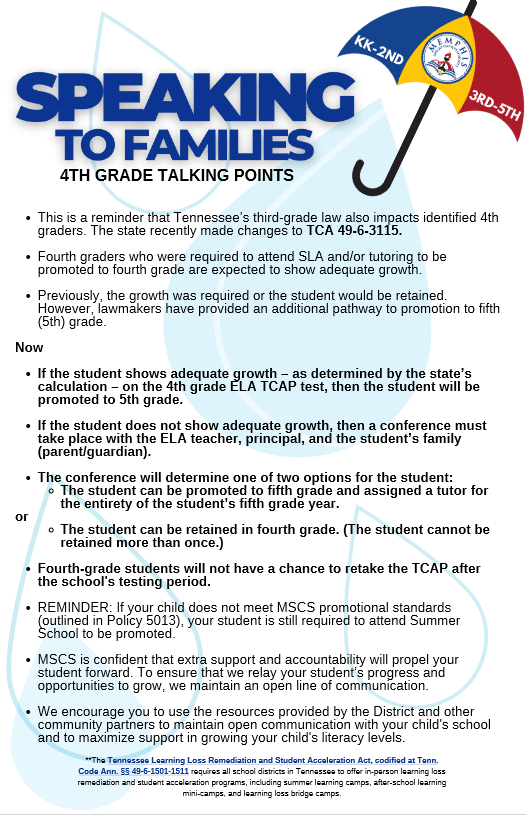 KK-2ND
MEMPHIS
3RD-5TH
SPEAKING
TO FAMILIES
4TH GRADE TALKING POINTS
• This is a reminder that Tennessee's third-grade law also impacts identified 4th
graders. The state recently made changes to TCA 49-6-3115.
• Fourth graders who were required to attend SLA and/or tutoring to be
promoted to fourth grade are expected to show adequate growth.
• Previously, the growth was required or the student would be retained.
However, lawmakers have provided an additional pathway to promotion to fifth
(5th) grade.
Now
• If the student shows adequate growth – as determined by the state's
calculation – on the 4th grade ELA TCAP test, then the student will be
promoted to 5th grade.
• If the student does not show adequate growth, then a conference must
take place with the ELA teacher, principal, and the student's family
(parent/guardian).
• The conference will determine one of two options for the student:
○ The student can be promoted to fifth grade and assigned a tutor for
the entirety of the student's fifth grade year.
or
○ The student can be retained in fourth grade. (The student cannot be
retained more than once.)
• Fourth-grade students will not have a chance to retake the TCAP after
the school's testing period.
• REMINDER: If your child does not meet MSCS promotional standards
(outlined in Policy 5013), your student is still required to attend Summer
School to be promoted.
• MSCS is confident that extra support and accountability will propel your
student forward. To ensure that we relay your student's progress and
opportunities to grow, we maintain an open line of communication.
• We encourage you to use the resources provided by the District and other
community partners to maintain open communication with your child's school
and to maximize support in growing your child's literacy levels.
**The Tennessee Learning Loss Remediation and Student Acceleration Act, codified at Tenn.
Code Ann. §§ 49-6-1501-1511 requires all school districts in Tennessee to offer in-person learning loss
remediation and student acceleration programs, including summer learning camps, after-school learning
mini-camps, and learning loss bridge camps.